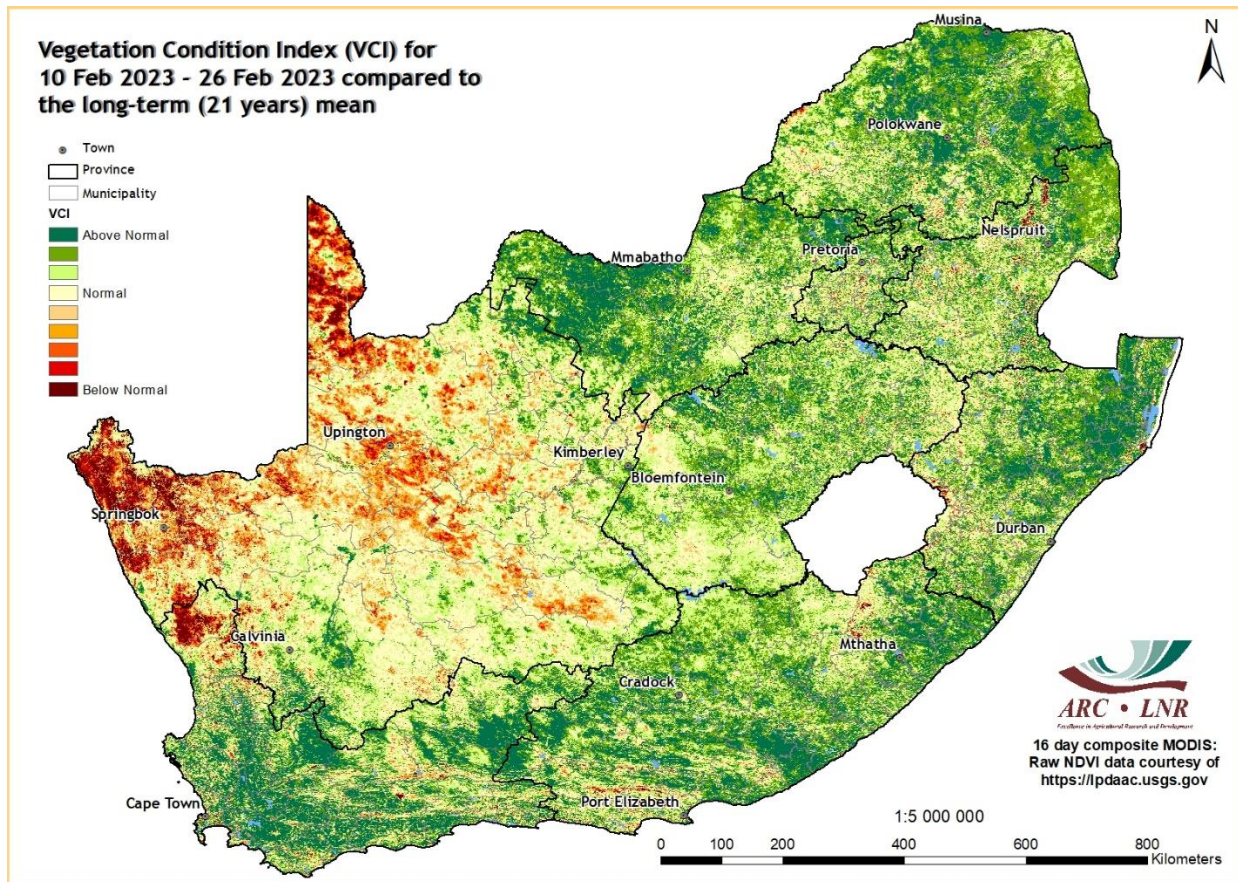 Vegetation Condition Index (VCI) for
10 Feb 2023 - 26 Feb 2023 compared to
the long-term (21 years) mean
Town
Province
Municipality
VCI
Above Normal
Normal
Below Normal
N
Musina
Polokwane
Nelspruit
Pretoria
Mmabatho
Upington
Kimberley
Bloemfontein
Springbok
Durban
Calvinia
Mthatha
Cradock
Cape Town
Port Elizabeth
ARC • LNR
Excellence in Agricultural Research and Development
16 day composite MODIS:
Raw NDVI data courtesy of
https://lpdaac.usgs.gov
1:5 000 000
0 100 200 400 600 800
Kilometers